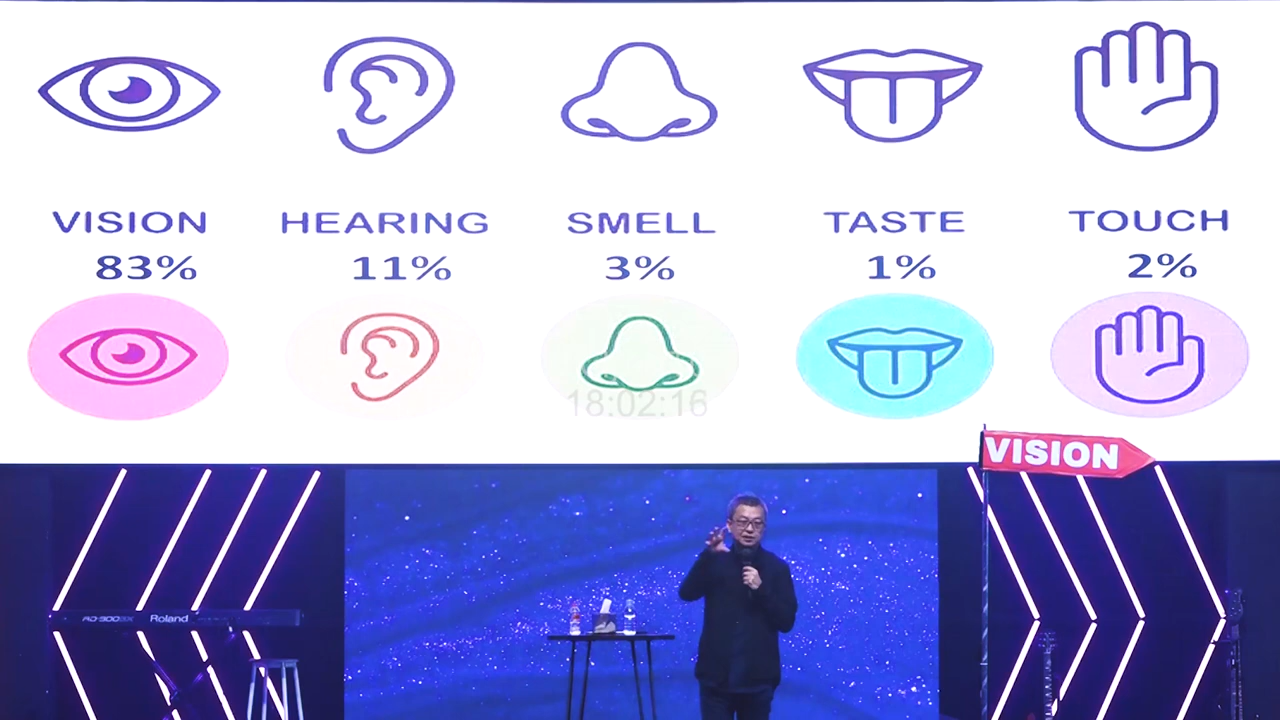 VISION HEARING SMELL TASTE TOUCH
83% 11% 3% 1% 2%
18:02:16
VISION
Roland